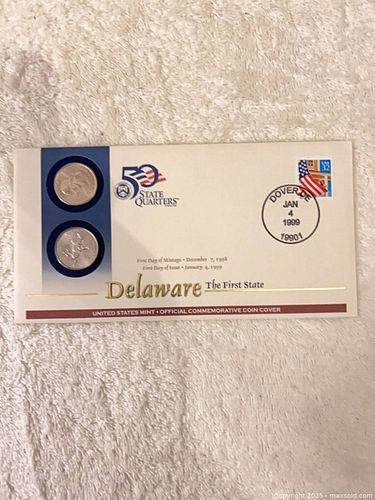 50
STATE
QUARTERS
USA
32
DOVER, DE
JAN
4
1999
19901
First Day of Mintage • December 7, 1998
First Day of Issue • January 4, 1999
Delaware The First State
UNITED STATES MINT • OFFICIAL COMMEMORATIVE COIN COVER
Copyright 2025 - maxsold.com